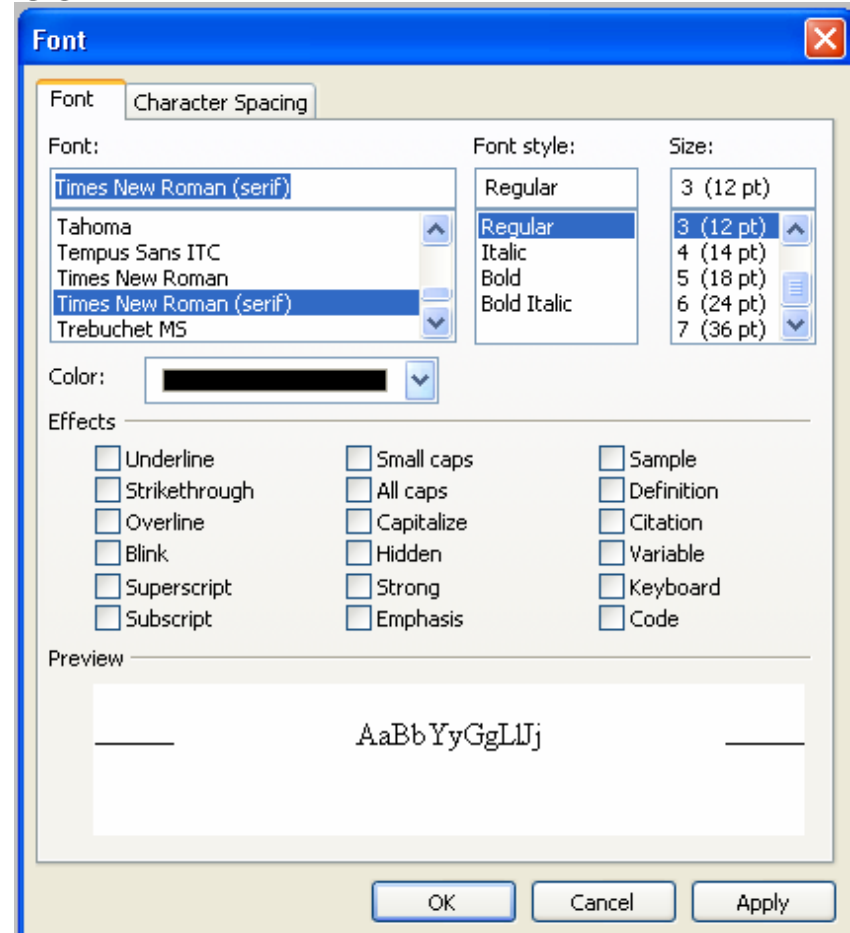 Font
Font Character Spacing
Font: Font style: Size:
Times New Roman (serif) Regular 3 (12 pt)
Tahoma Regular 3 (12 pt)
Tempus Sans ITC Italic 4 (14 pt)
Times New Roman Bold 5 (18 pt)
Times New Roman (serif) Bold Italic 6 (24 pt)
Trebuchet MS 7 (36 pt)
Color:
Effects
Underline Small caps Sample
Strikethrough All caps Definition
Overline Capitalize Citation
Blink Hidden Variable
Superscript Strong Keyboard
Subscript Emphasis Code
Preview
AaBbYyGgLlJj
OK Cancel Apply